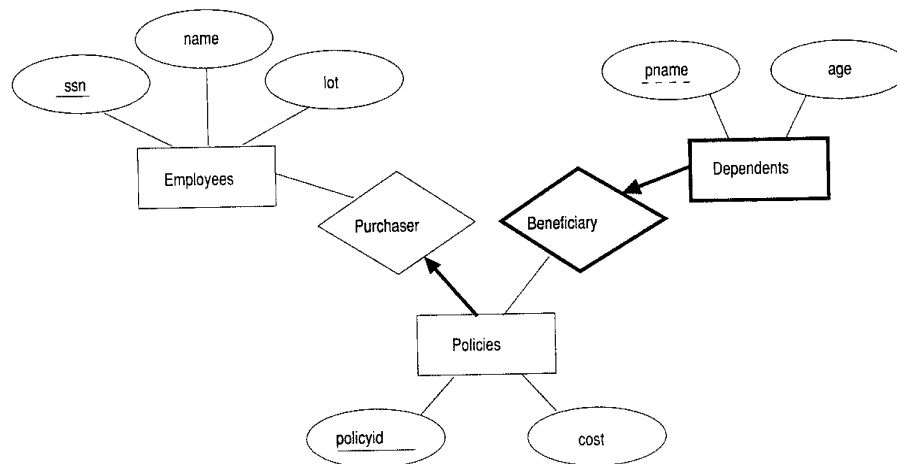 name
ssn
lot
pname
age
Employees
Dependents
Purchaser
Beneficiary
Policies
policyid
cost